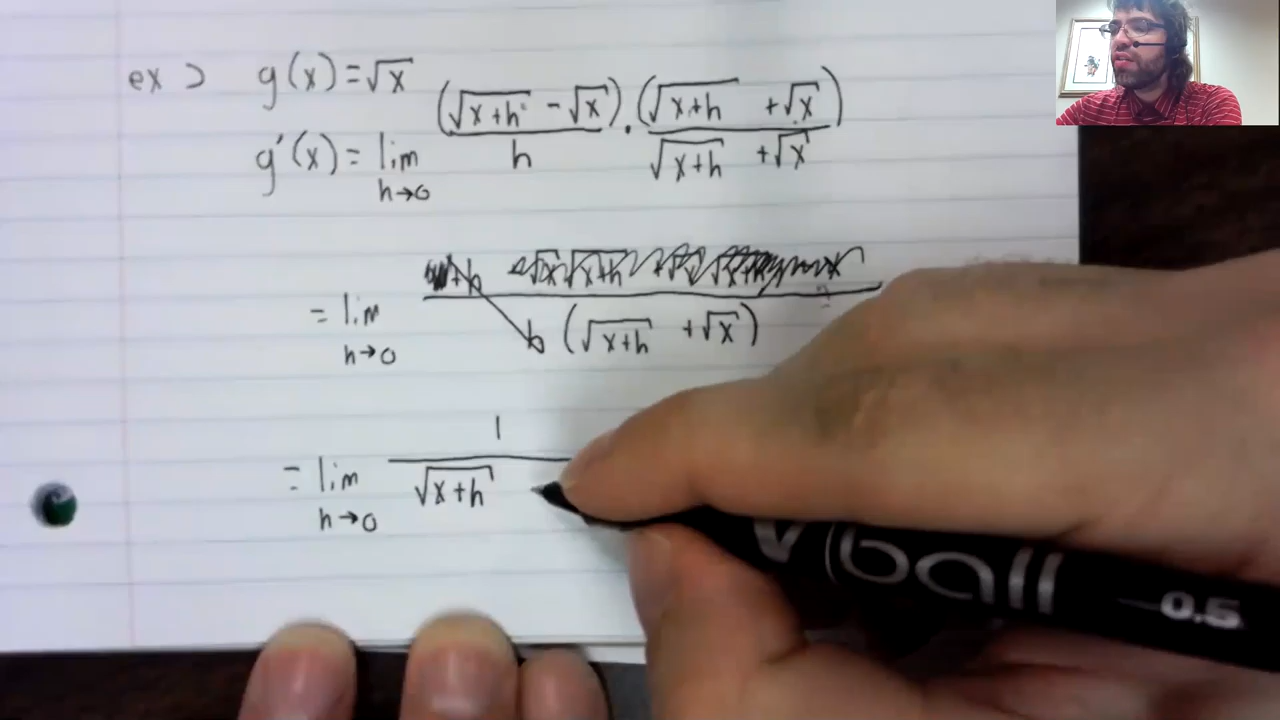 ex > g(x) = √x
g'(x) = lim h→0 (√x+h - √x)/h · (√x+h + √x)/(√x+h + √x)
= lim h→0 h (√x+h + √x)
= lim h→0 1/√x+h
V ball 0.5